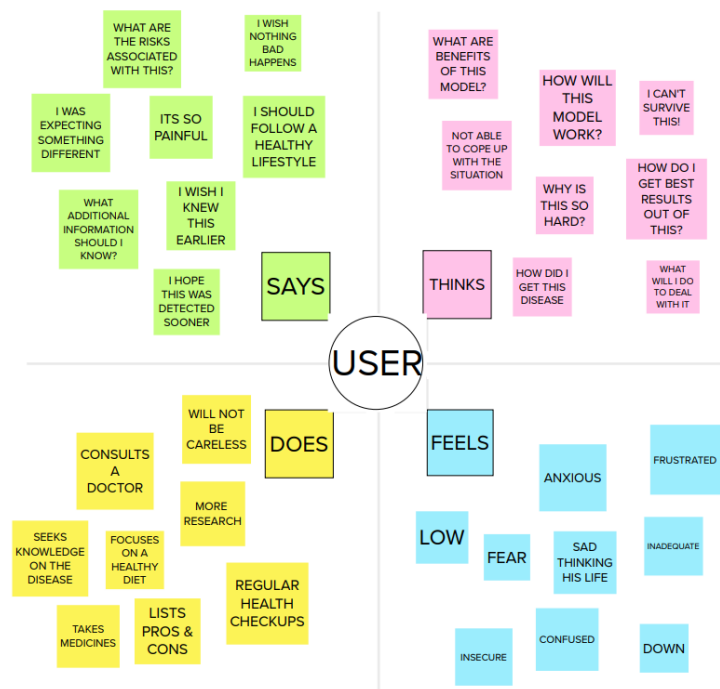 WHAT ARE
THE RISKS
ASSOCIATED
WITH THIS?
I WISH
NOTHING
BAD
HAPPENS
I WAS
EXPECTING
SOMETHING
DIFFERENT
ITS SO
PAINFUL
I SHOULD
FOLLOW A
HEALTHY
LIFESTYLE
WHAT
ADDITIONAL
INFORMATION
SHOULD I
KNOW?
I WISH I
KNEW
THIS
EARLIER
I HOPE
THIS WAS
DETECTED
SOONER
SAYS
WHAT ARE
BENEFITS
OF THIS
MODEL?
HOW WILL
THIS
MODEL
WORK?
I CAN'T
SURVIVE
THIS!
NOT ABLE
TO COPE UP
WITH THE
SITUATION
WHY IS
THIS SO
HARD?
HOW DO I
GET BEST
RESULTS
OUT OF
THIS?
THINKS
HOW DID I
GET THIS
DISEASE
WHAT
WILL I DO
TO DEAL
WITH IT
USER
WILL NOT
BE
CARELESS
DOES
CONSULTS
A
DOCTOR
MORE
RESEARCH
SEEKS
KNOWLEDGE
ON THE
DISEASE
FOCUSES
ON A
HEALTHY
DIET
REGULAR
HEALTH
CHECKUPS
TAKES
MEDICINES
LISTS
PROS &
CONS
FEELS
ANXIOUS
FRUSTRATED
LOW
FEAR
SAD
THINKING
HIS LIFE
INADEQUATE
INSECURE
CONFUSED
DOWN